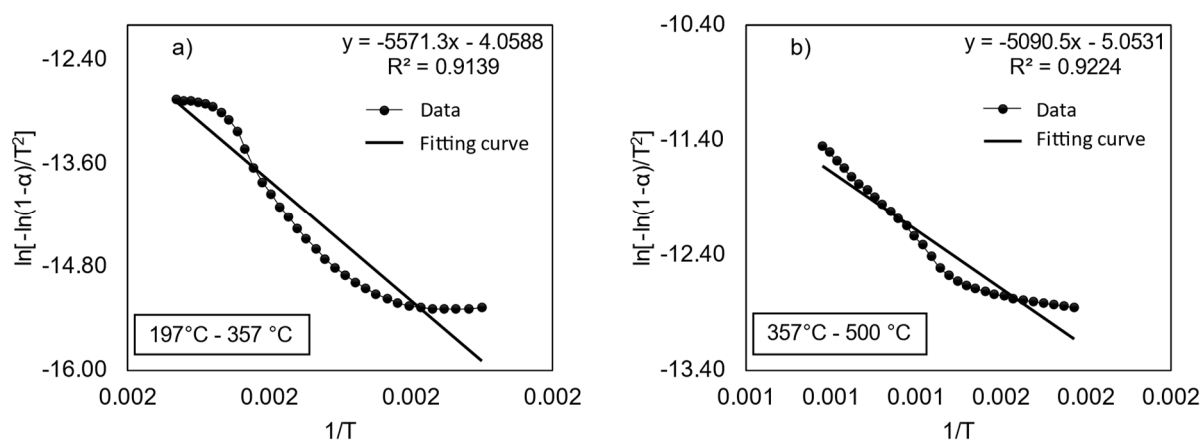 a)
y = -5571.3x - 4.0588
R² = 0.9139
Data
Fitting curve
ln[-ln(1-α)/T²]
-12.40
-13.60
-14.80
-16.00
197°C - 357 °C
0.002 0.002 0.002 0.002
1/T
b)
y = -5090.5x - 5.0531
R² = 0.9224
Data
Fitting curve
ln[-ln(1-α)/T²]
-10.40
-11.40
-12.40
-13.40
357°C - 500 °C
0.001 0.001 0.001 0.002 0.002 0.002
1/T